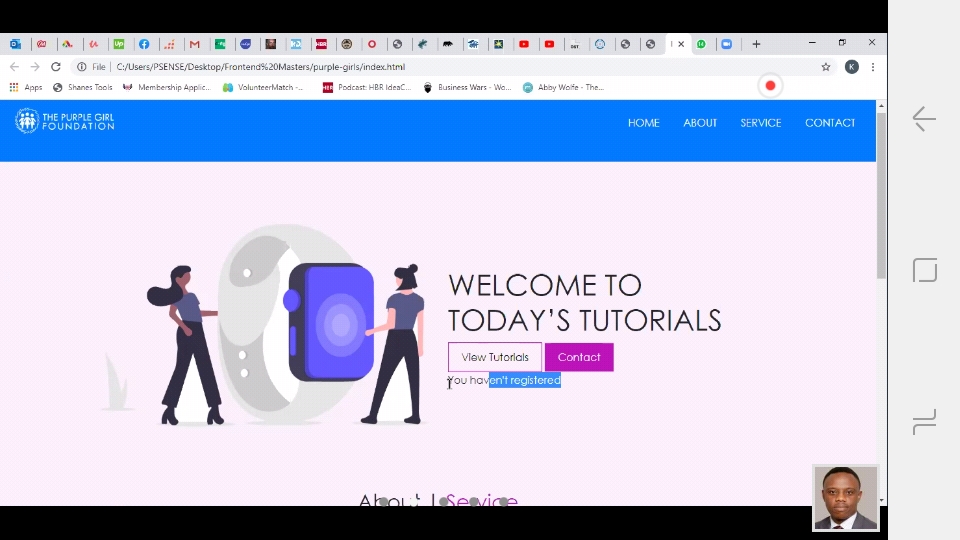 File
C:/Users/PSENSE/Desktop/Frontend%20Masters/purple-girls/index.html
K
Apps
Shanes Tools
Membership Applic...
VolunteerMatch -...
HBR
Podcast: HBR IdeaC...
Business Wars - Wo...
Abby Wolfe - The...
THE PURPLE GIRL
FOUNDATION
HOME
ABOUT
SERVICE
CONTACT
WELCOME TO
TODAY'S TUTORIALS
View Tutorials
Contact
You haven't registered
About | Service